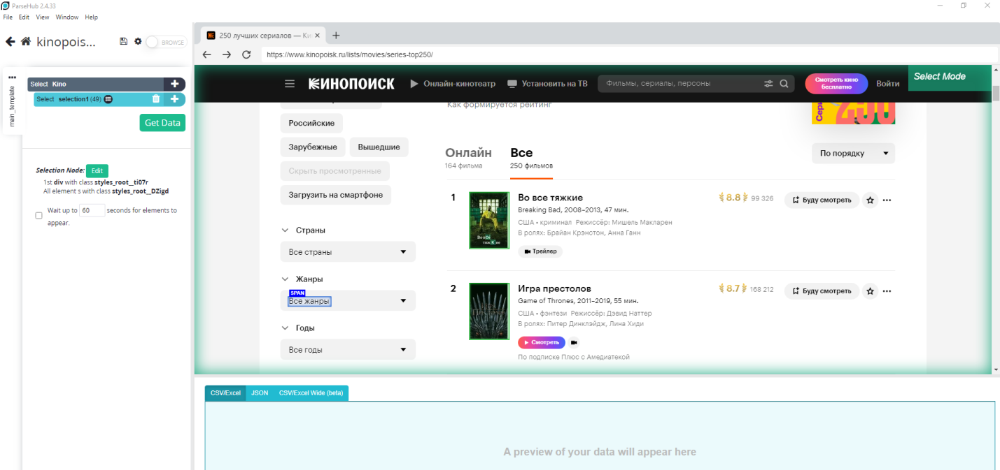 ParseHub 2.4.33
File Edit View Window Help
kinopois... BROWSE
250 лучших сериалов — Ки
https://www.kinopoisk.ru/lists/movies/series-top250/
main_template
Select Kino
Select selection1 (49)
Get Data
Selection Node: Edit
1st div with class styles_root__ti07r
All element s with class styles_root__DZigd
Wait up to 60 seconds for elements to
appear.
КИНОПОИСК Онлайн-кинотеатр Установить на ТВ Фильмы, сериалы, персоны Смотреть кино
бесплатно Войти
Select Mode
Как формируется рейтинг
250
Российские
Зарубежные Вышедшие
Скрыть просмотренные
Загрузить на смартфоне
Страны
Все страны
Жанры
SPAN
Все жанры
Годы
Все годы
Онлайн Все
164 фильма 250 фильмов
По порядку
1 Во все тяжкие 8.8 99 326 Буду смотреть
Breaking Bad, 2008–2013, 47 мин.
США • криминал Режиссёр: Мишель Макларен
В ролях: Брайан Крэнстон, Анна Ганн
Трейлер
2 Игра престолов 8.7 168 212 Буду смотреть
Game of Thrones, 2011–2019, 55 мин.
США • фэнтези Режиссёр: Дэвид Наттер
В ролях: Питер Динклэйдж, Лина Хиди
Смотреть
По подписке Плюс с Амедиатекой
CSV/Excel JSON CSV/Excel Wide (beta)
A preview of your data will appear here